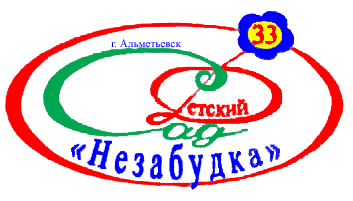 33
г. Альметьевск
Детский
сад
«Незабудка»